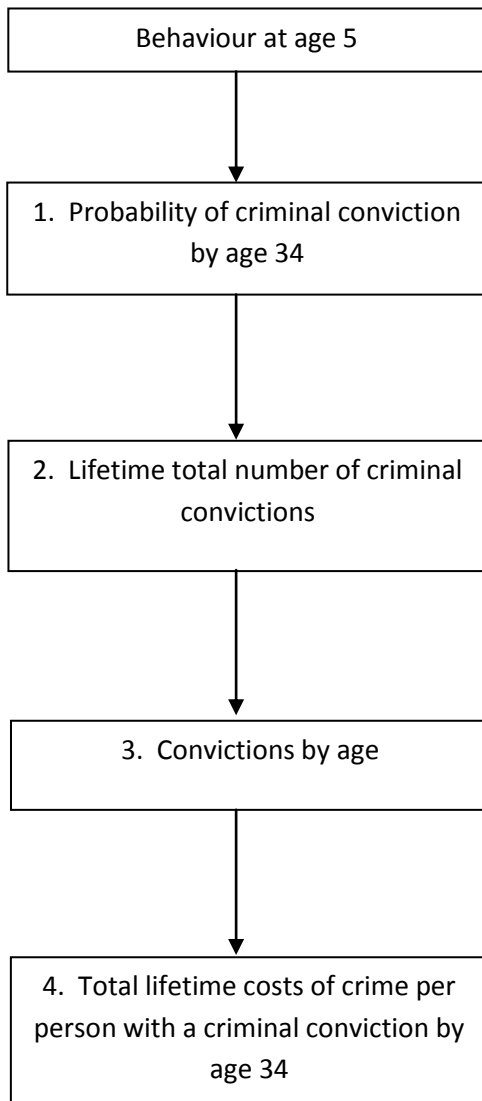 Behaviour at age 5
1. Probability of criminal conviction
by age 34
2. Lifetime total number of criminal
convictions
3. Convictions by age
4. Total lifetime costs of crime per
person with a criminal conviction by
age 34